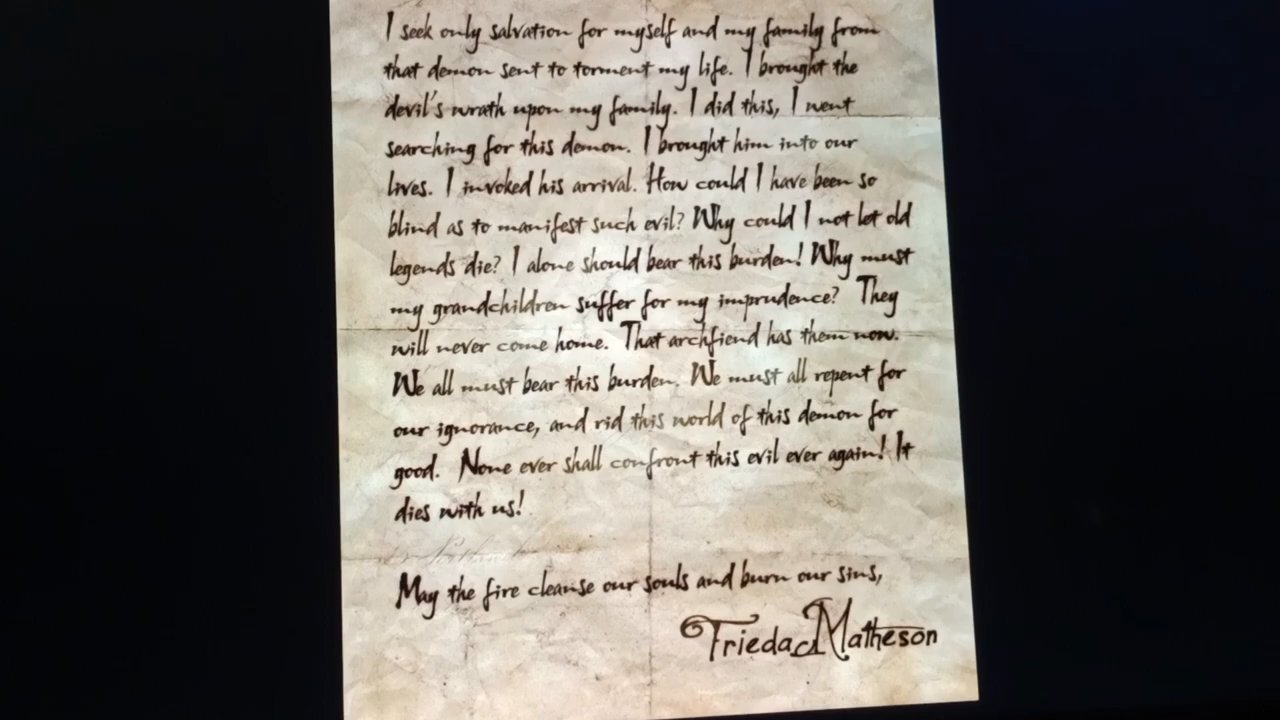 I seek only salvation for myself and my family from
that demon sent to torment my life. I brought the
devil's wrath upon my family. I did this, I went
searching for this demon. I brought him into our
lives. I invoked his arrival. How could I have been so
blind as to manifest such evil? Why could I not let old
legends die? I alone should bear this burden! Why must
my grandchildren suffer for my imprudence? They
will never come home. That archfiend has them now.
We all must bear this burden. We must all repent for
our ignorance, and rid this world of this demon for
good. None ever shall confront this evil ever again! It
dies with us!
May the fire cleanse our souls and burn our sins,
Frieda Matheson